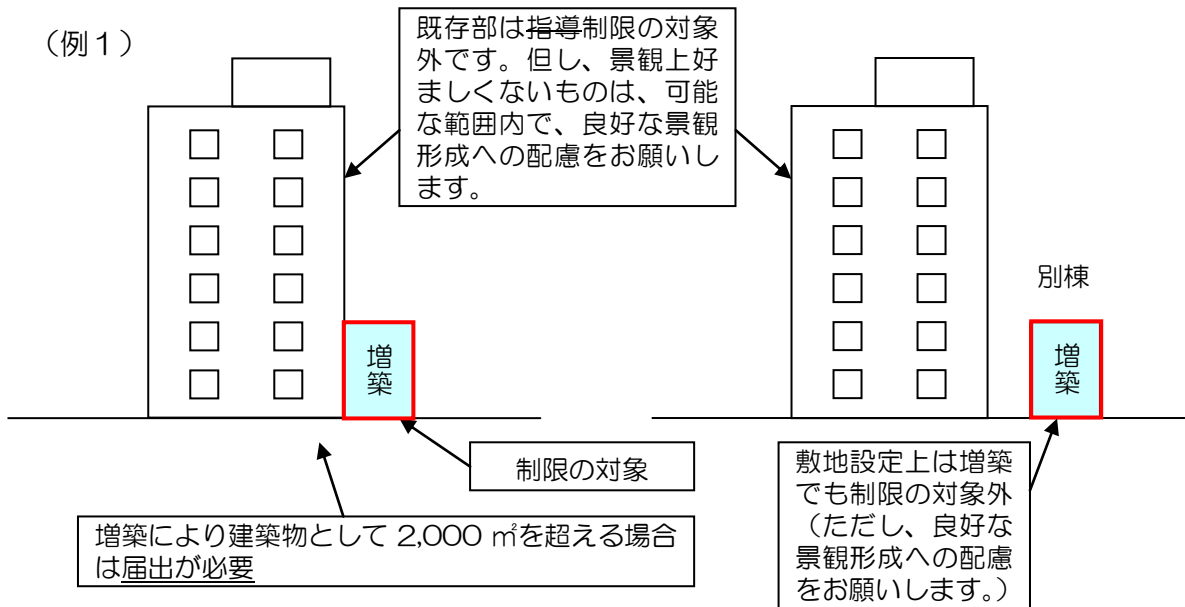 （例１）
既存部は指導制限の対象
外です。但し、景観上好
ましくないものは、可能
な範囲内で、良好な景観
形成への配慮をお願いし
ます。
別棟
増
築
増
築
制限の対象
増築により建築物として 2,000 ㎡を超える場合
は届出が必要
敷地設定上は増築
でも制限の対象外
（ただし、良好な
景観形成への配慮
をお願いします。）